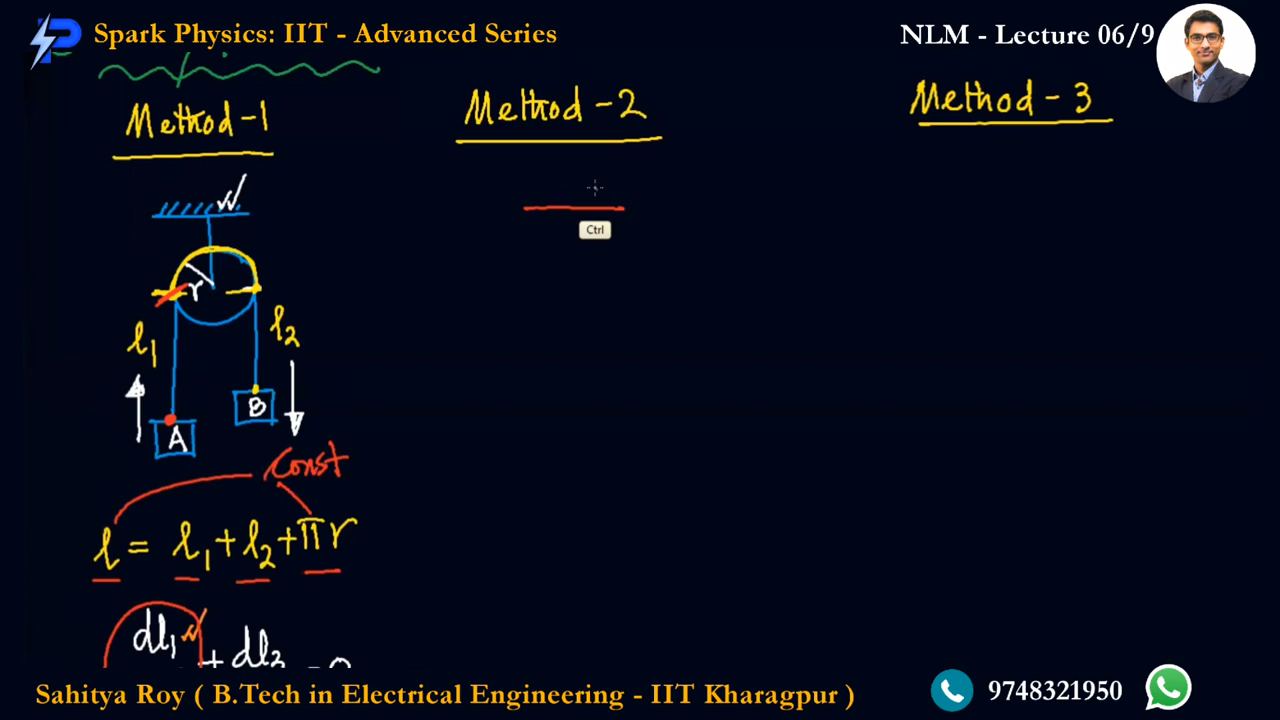 Spark Physics: IIT - Advanced Series
NLM - Lecture 06/9
Method-1
Method-2
Method-3
r
l₁
l₂
A
B
Const
l = l₁ + l₂ + πr
dl₁ + dl₂
Ctrl
Sahitya Roy ( B.Tech in Electrical Engineering - IIT Kharagpur )
9748321950